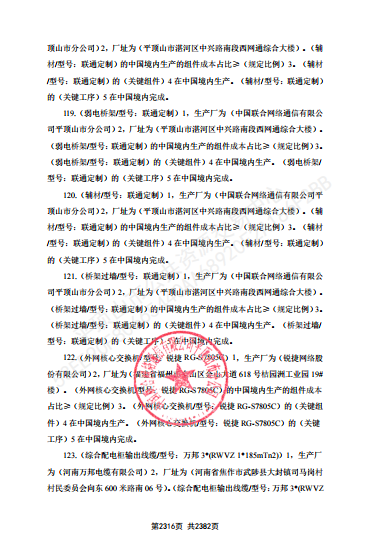 顶山市分公司)2，厂址为（平顶山市湛河区中兴路南段西网通综合大楼）。（辅
材/型号：联通定制）的中国境内生产的组件成本占比≥（规定比例）3。（辅
材/型号：联通定制）的（关键组件）4 在中国境内生产。（辅材/型号：联通定制）
的（关键工序）5 在中国境内完成。
119.（弱电桥架/型号：联通定制）1，生产厂为（中国联合网络通信有限公
司平顶山市分公司）2，厂址为（平顶山市湛河区中兴路南段西网通综合大楼）。
（弱电桥架/型号：联通定制）的中国境内生产的组件成本占比≥（规定比例）3。
（弱电桥架/型号：联通定制）的（关键组件）4 在中国境内生产。（弱电桥架/
型号：联通定制）的（关键工序）5 在中国境内完成。
120.（辅材/型号：联通定制）1，生产厂为（中国联合网络通信有限公司平
顶山市分公司）2，厂址为（平顶山市湛河区中兴路南段西网通综合大楼）。（辅
材/型号：联通定制）的中国境内生产的组件成本占比≥（规定比例）3。（辅材
/型号：联通定制）的（关键组件）4 在中国境内生产。（辅材/型号：联通定制）
的（关键工序）5 在中国境内完成。
121.（桥架过墙/型号：联通定制）1，生产厂为（中国联合网络通信有限公
司平顶山市分公司）2，厂址为（平顶山市湛河区中兴路南段西网通综合大楼）。
（桥架过墙/型号：联通定制）的中国境内生产的组件成本占比≥（规定比例）3。
（桥架过墙/型号：联通定制）的（关键组件）4 在中国境内生产。（桥架过墙/
型号：联通定制）的（关键工序）5 在中国境内完成。
122.（外网核心交换机/型号：锐捷 RG-S7805C）1，生产厂为（锐捷网络股
份有限公司）2，厂址为（福建省福州市仓山区金山大道 618 号桔园洲工业园 19#
楼）。（外网核心交换机/型号：锐捷 RG-S7805C）的中国境内生产的组件成本
占比≥（规定比例）3。（外网核心交换机/型号：锐捷 RG-S7805C）的（关键组
件）4 在中国境内生产。（外网核心交换机/型号：锐捷 RG-S7805C）的（关键
工序）5 在中国境内完成。
123.（综合配电柜输出线缆/型号：万邦 3*(RWVZ 1*185mTn2)）1，生产厂
为（河南万邦电缆有限公司）2，厂址为（河南省焦作市武陟县大封镇司马岗村
村民委员会向东 600 米路南 06 号）。（综合配电柜输出线缆/型号：万邦 3*(RWVZ
第2316页 共2382页